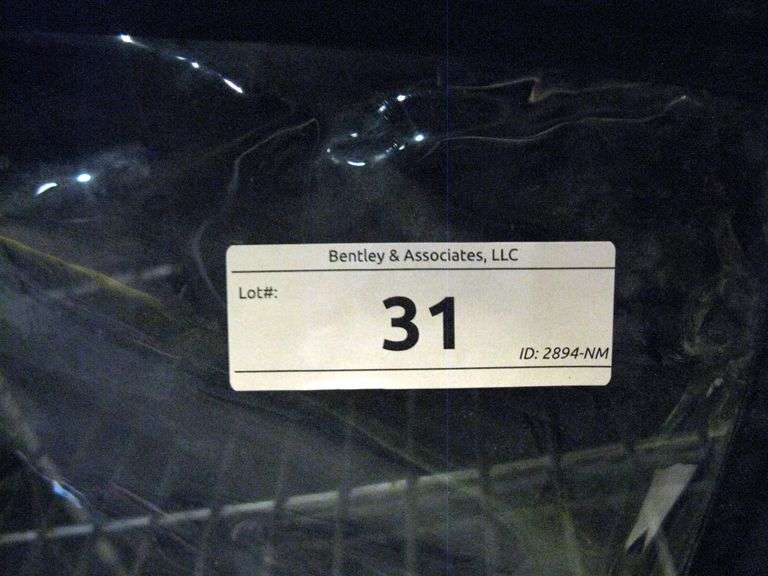 Bentley & Associates, LLC
Lot#:
31
ID: 2894-NM